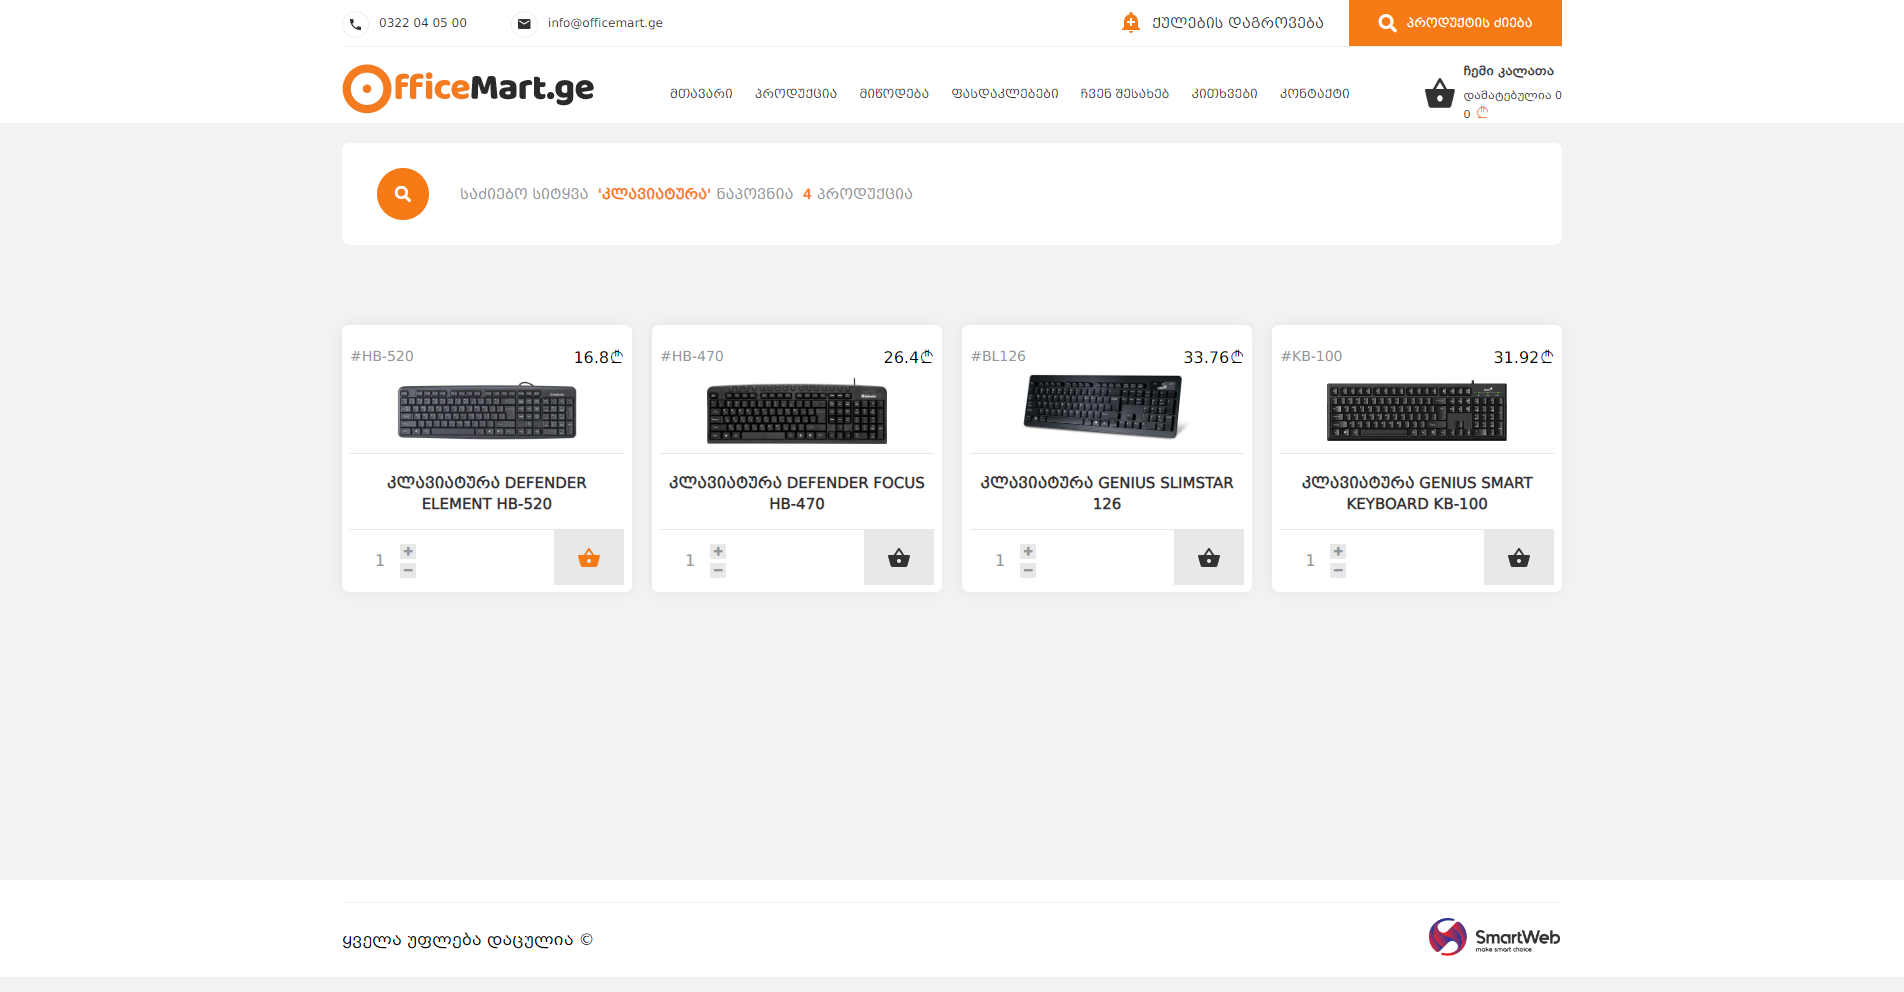 0322 04 05 00
info@officemart.ge
ქულების დაგროვება
პროდუქტის ძიება
OfficeMart.ge
მთავარი
პროდუქცია
მიწოდება
ფასდაკლებები
ჩვენ შესახებ
კითხვები
კონტაქტი
ჩემი კალათა
დამატებულია 0
0 ₾
საძიებო სიტყვა 'კლავიატურა' ნაპოვნია 4 პროდუქცია
#HB-520 16.8₾
კლავიატურა DEFENDER
ELEMENT HB-520
1
#HB-470 26.4₾
კლავიატურა DEFENDER FOCUS
HB-470
1
#BL126 33.76₾
კლავიატურა GENIUS SLIMSTAR
126
1
#KB-100 31.92₾
კლავიატურა GENIUS SMART
KEYBOARD KB-100
1
ყველა უფლება დაცულია ©
SmartWeb
make smart choice